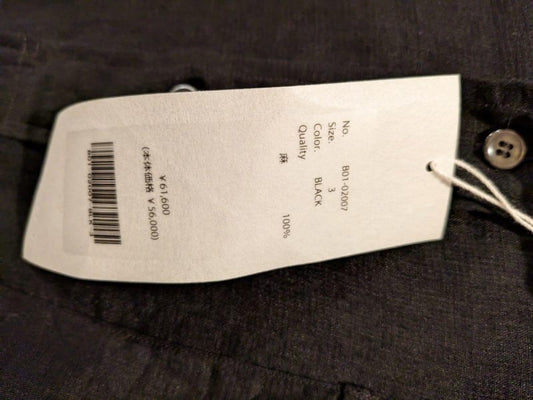 No. B01-02007
Size. 3
Color. BLACK
Quality
麻 100%
¥61,600
(本体価格 ¥56,000)